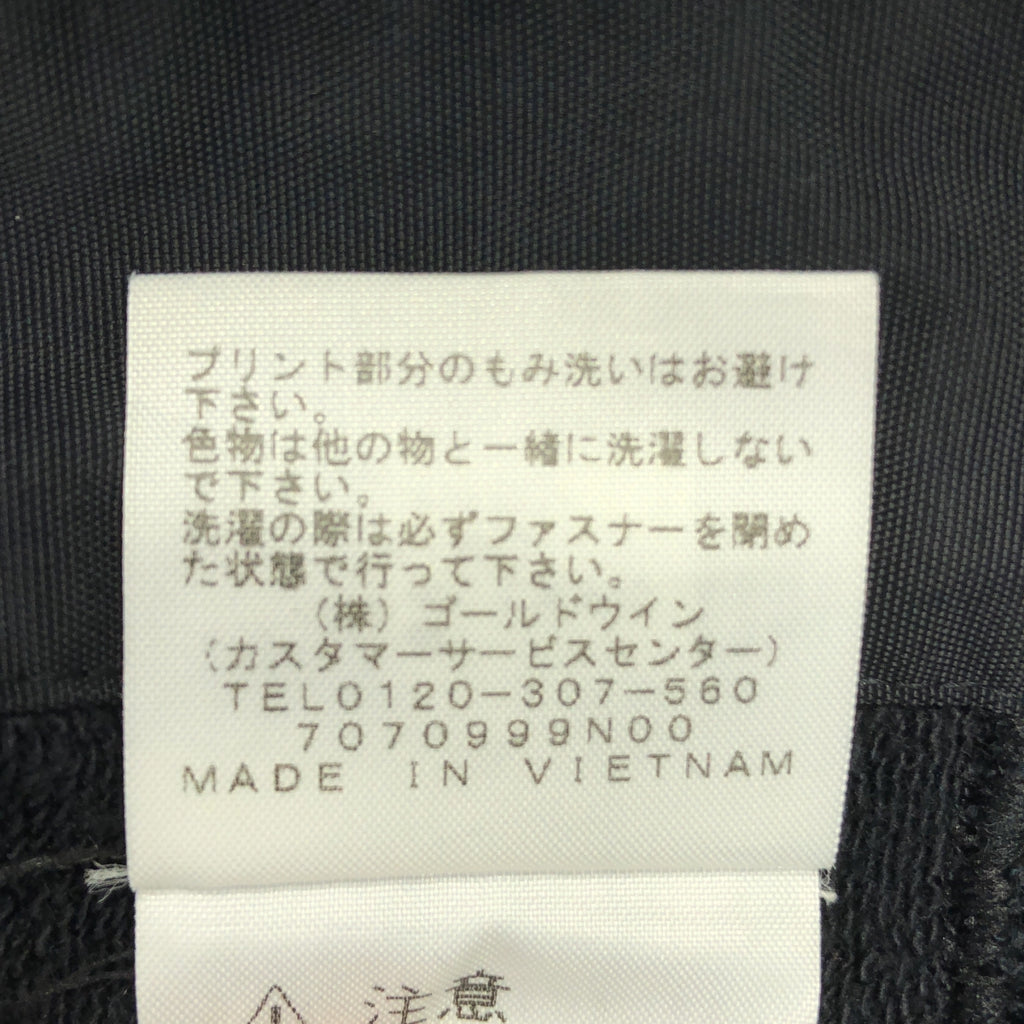 プリント部分のもみ洗いはお避け
下さい。
色物は他の物と一緒に洗濯しない
で下さい。
洗濯の際は必ずファスナーを閉め
た状態で行って下さい。
(株)ゴールドウイン
(カスタマーサービスセンター)
TEL0120-307-560
7070999N00
MADE IN VIETNAM
注意